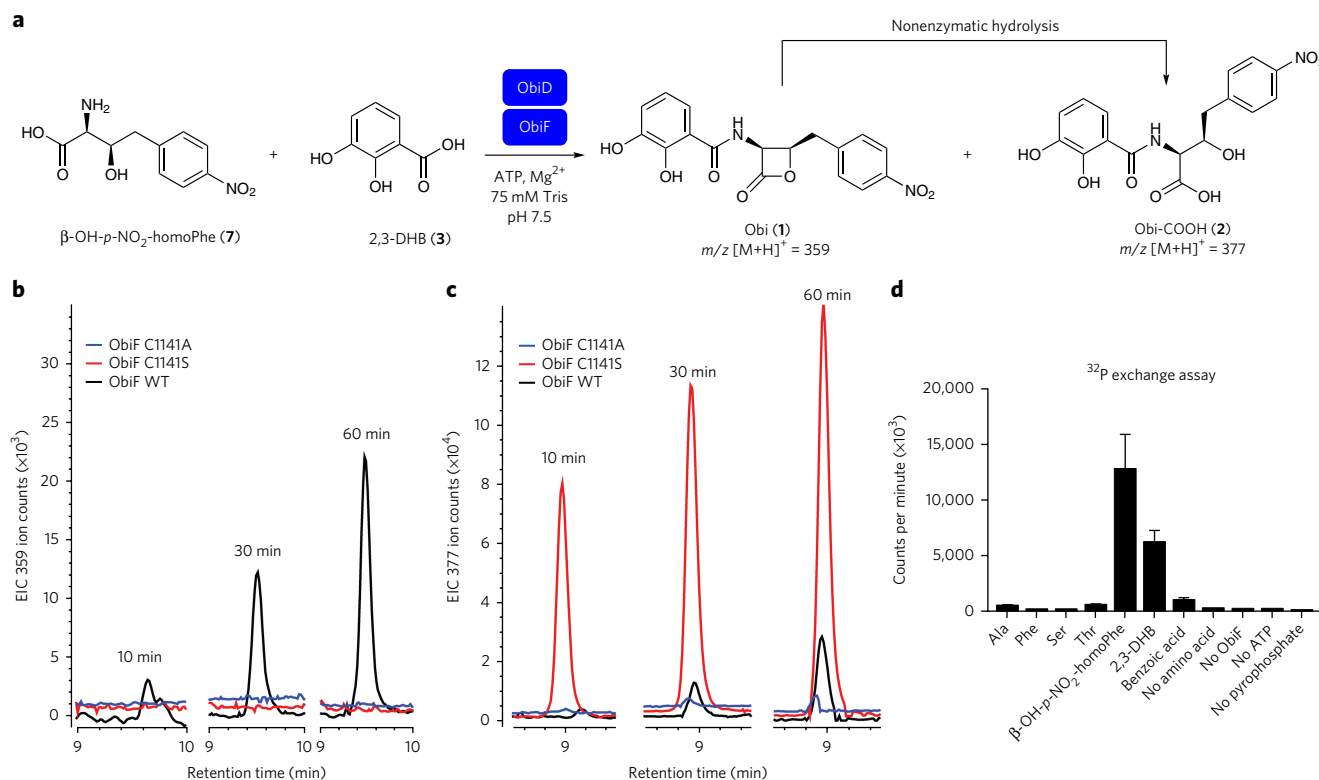 a
Nonenzymatic hydrolysis
NH₂
HO
O
OH
NO₂
β-OH-p-NO₂-homoPhe (7)
+
HO
OH
O
OH
2,3-DHB (3)
ObiD
ObiF
ATP, Mg²⁺
75 mM Tris
pH 7.5
HO
OH
O
H
N
O
O
NO₂
Obi (1)
m/z [M+H]⁺ = 359
+
HO
OH
O
H
N
O
OH
OH
Obi-COOH (2)
m/z [M+H]⁺ = 377
b
ObiF C1141A
ObiF C1141S
ObiF WT
10 min
30 min
60 min
EIC 359 ion counts (×10³)
30
25
20
15
10
5
0
9 10 9 10 9 10
Retention time (min)
c
ObiF C1141A
ObiF C1141S
ObiF WT
10 min
30 min
60 min
EIC 377 ion counts (×10⁴)
12
10
8
6
4
2
0
9 9 9
Retention time (min)
d
³²P exchange assay
Counts per minute (×10³)
20,000
15,000
10,000
5,000
0
Ala
Phe
Ser
Thr
β-OH-p-NO₂-homoPhe
2,3-DHB
Benzoic acid
No amino acid
No ObiF
No ATP
No pyrophosphate